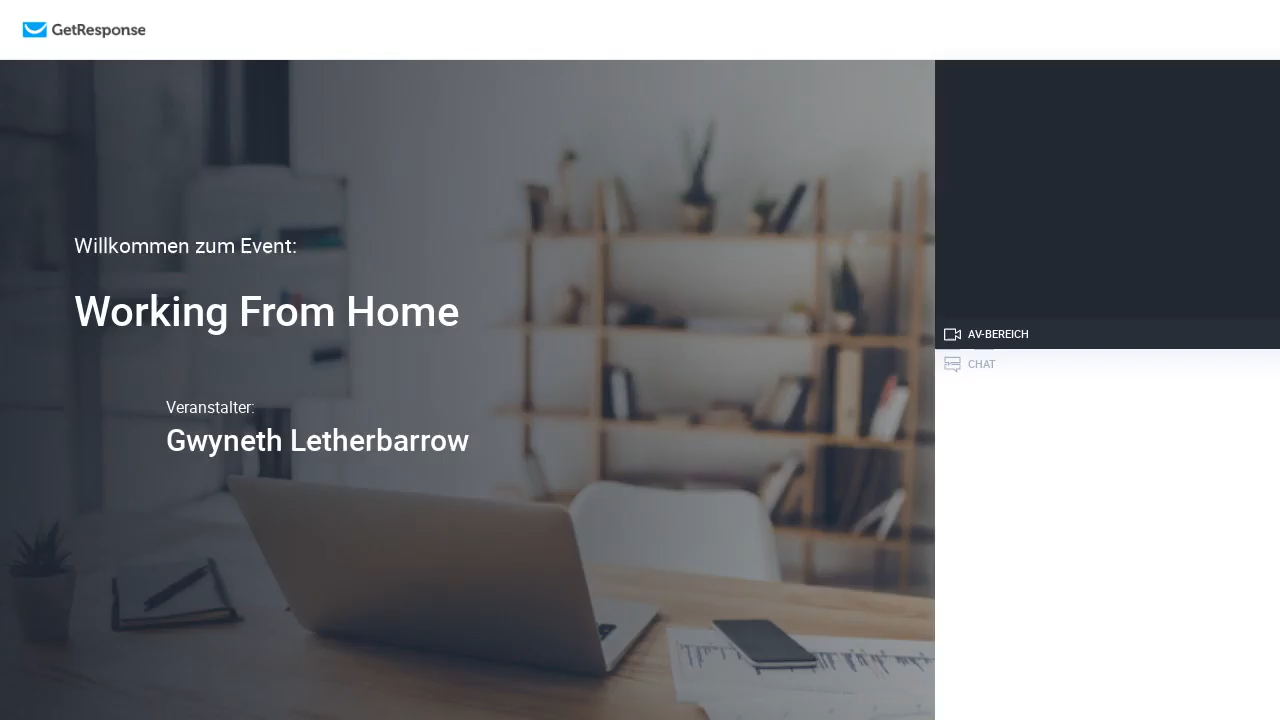 GetResponse
Willkommen zum Event:
Working From Home
Veranstalter:
Gwyneth Letherbarrow
AV-BEREICH
CHAT